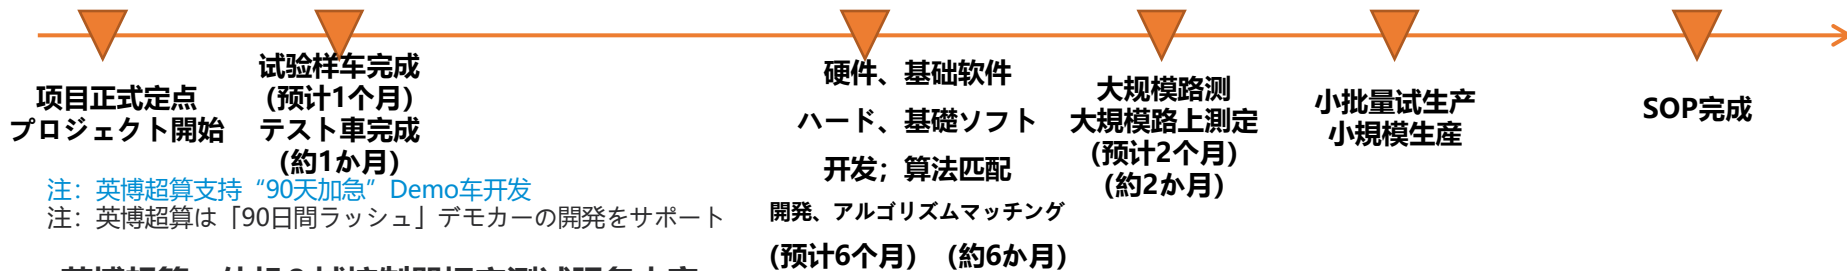 项目正式定点
プロジェクト開始
试验样车完成
(预计1个月)
テスト車完成
(約1か月)
注：英博超算支持“90天加急”Demo车开发
注：英博超算は「90日間ラッシュ」デモカーの開発をサポート
硬件、基础软件
ハード、基礎ソフト
开发；算法匹配
開発、アルゴリズムマッチング
(预计6个月) (約6か月)
大规模路测
大規模路上測定
(预计2个月)
(約2か月)
小批量试生产
小規模生産
SOP完成